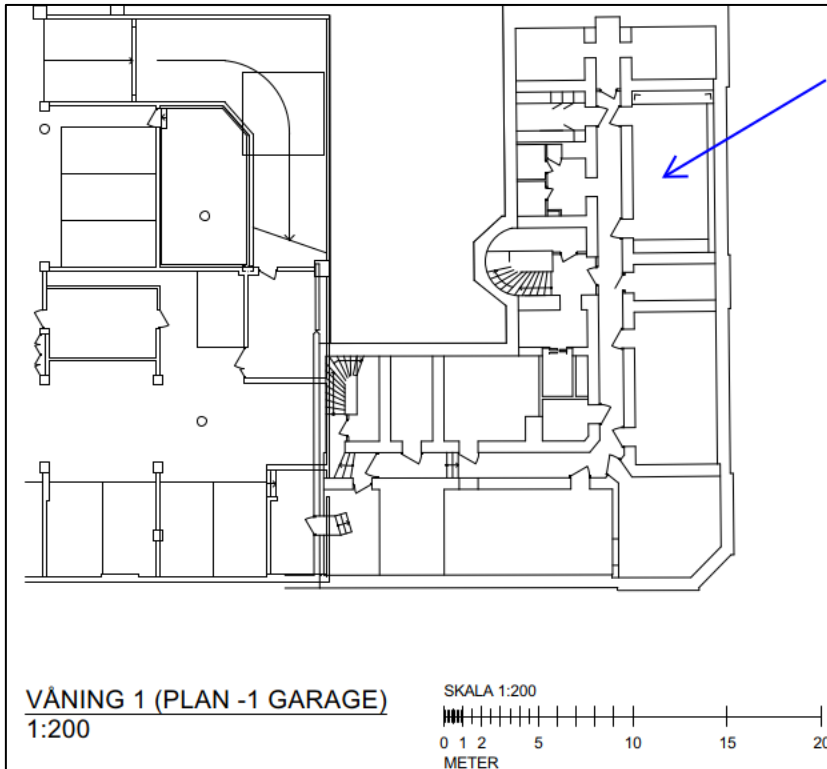 VÅNING 1 (PLAN -1 GARAGE)
1:200
SKALA 1:200
0 1 2 5 10 15 20
METER